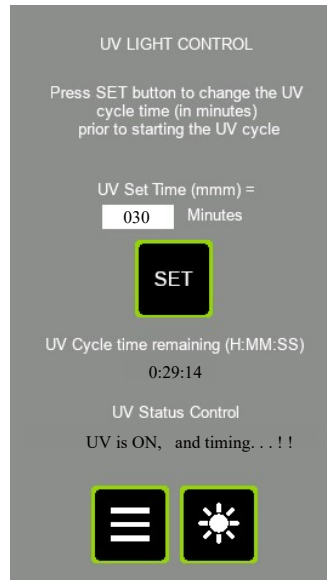 UV LIGHT CONTROL
Press SET button to change the UV
cycle time (in minutes)
prior to starting the UV cycle
UV Set Time (mmm) =
030 Minutes
SET
UV Cycle time remaining (H:MM:SS)
0:29:14
UV Status Control
UV is ON, and timing. . . ! !